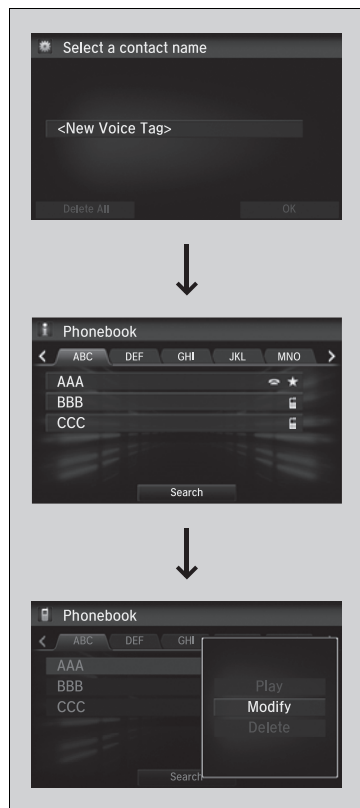 Select a contact name
<New Voice Tag>
Delete All OK
Phonebook
ABC DEF GHI JKL MNO
AAA
BBB
CCC
Search
Phonebook
ABC DEF GHI
AAA
BBB
CCC
Play
Modify
Delete
Search